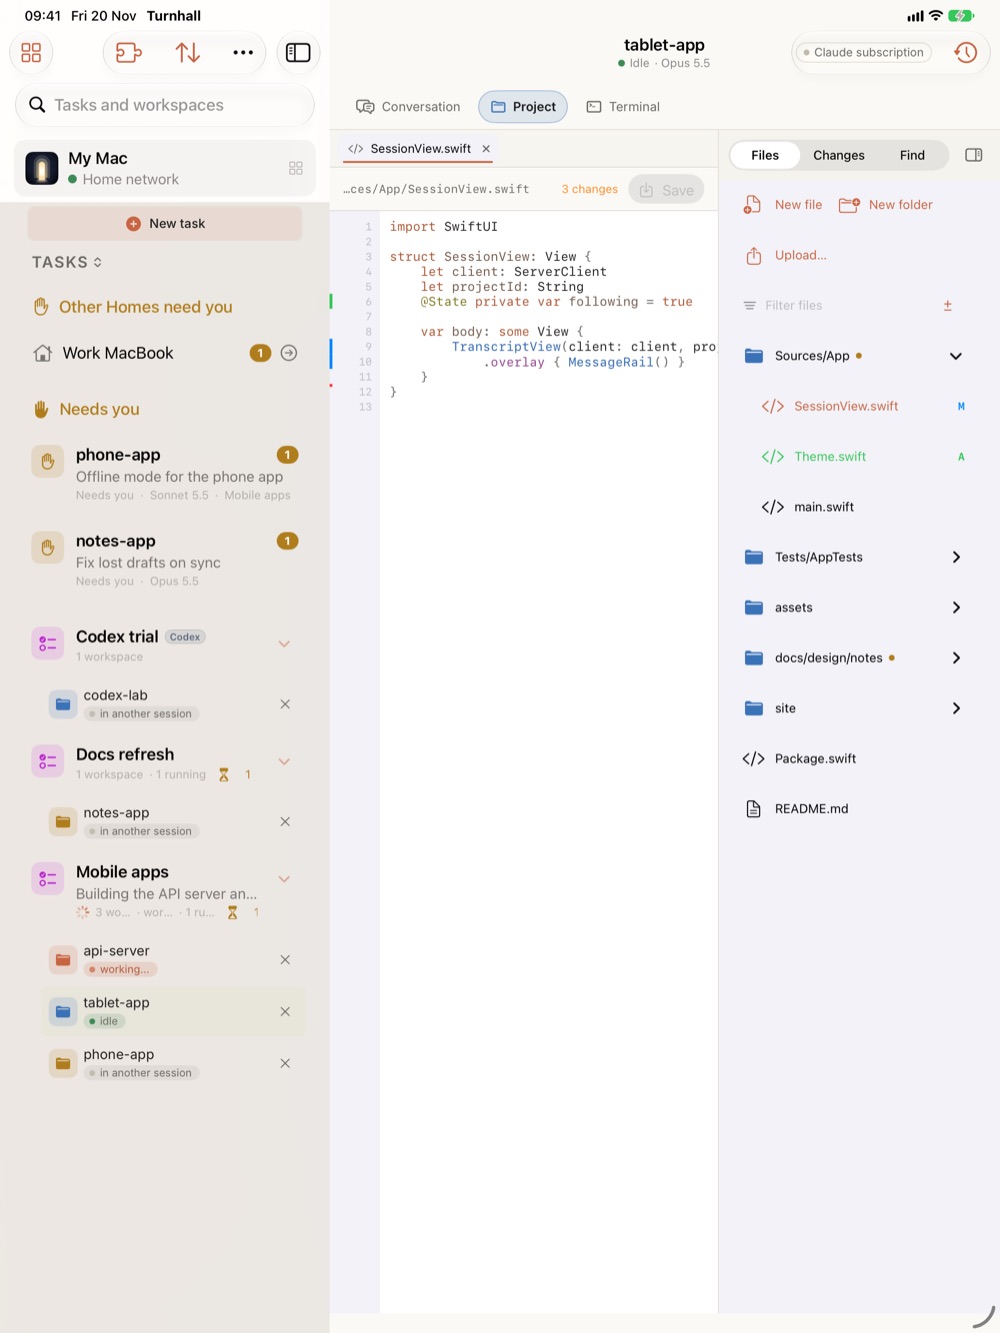 09:41 Fri 20 Nov Turnhall
Tasks and workspaces
My Mac
Home network
New task
TASKS
Other Homes need you
Work MacBook 1
Needs you
phone-app 1
Offline mode for the phone app
Needs you · Sonnet 5.5 · Mobile apps
notes-app 1
Fix lost drafts on sync
Needs you · Opus 5.5
Codex trial Codex
1 workspace
codex-lab
in another session
Docs refresh
1 workspace · 1 running 1
notes-app
in another session
Mobile apps
Building the API server an...
3 wo... · wor... · 1 ru... 1
api-server
working...
tablet-app
idle
phone-app
in another session
tablet-app
Idle · Opus 5.5
Claude subscription
Conversation Project Terminal
SessionView.swift
...ces/App/SessionView.swift 3 changes Save
1 import SwiftUI
2
3 struct SessionView: View {
4 let client: ServerClient
5 let projectId: String
6 @State private var following = true
7
8 var body: some View {
9 TranscriptView(client: client, pro
10 .overlay { MessageRail() }
11 }
12 }
13
Files Changes Find
New file New folder
Upload...
Filter files
Sources/App
SessionView.swift M
Theme.swift A
main.swift
Tests/AppTests
assets
docs/design/notes
site
Package.swift
README.md